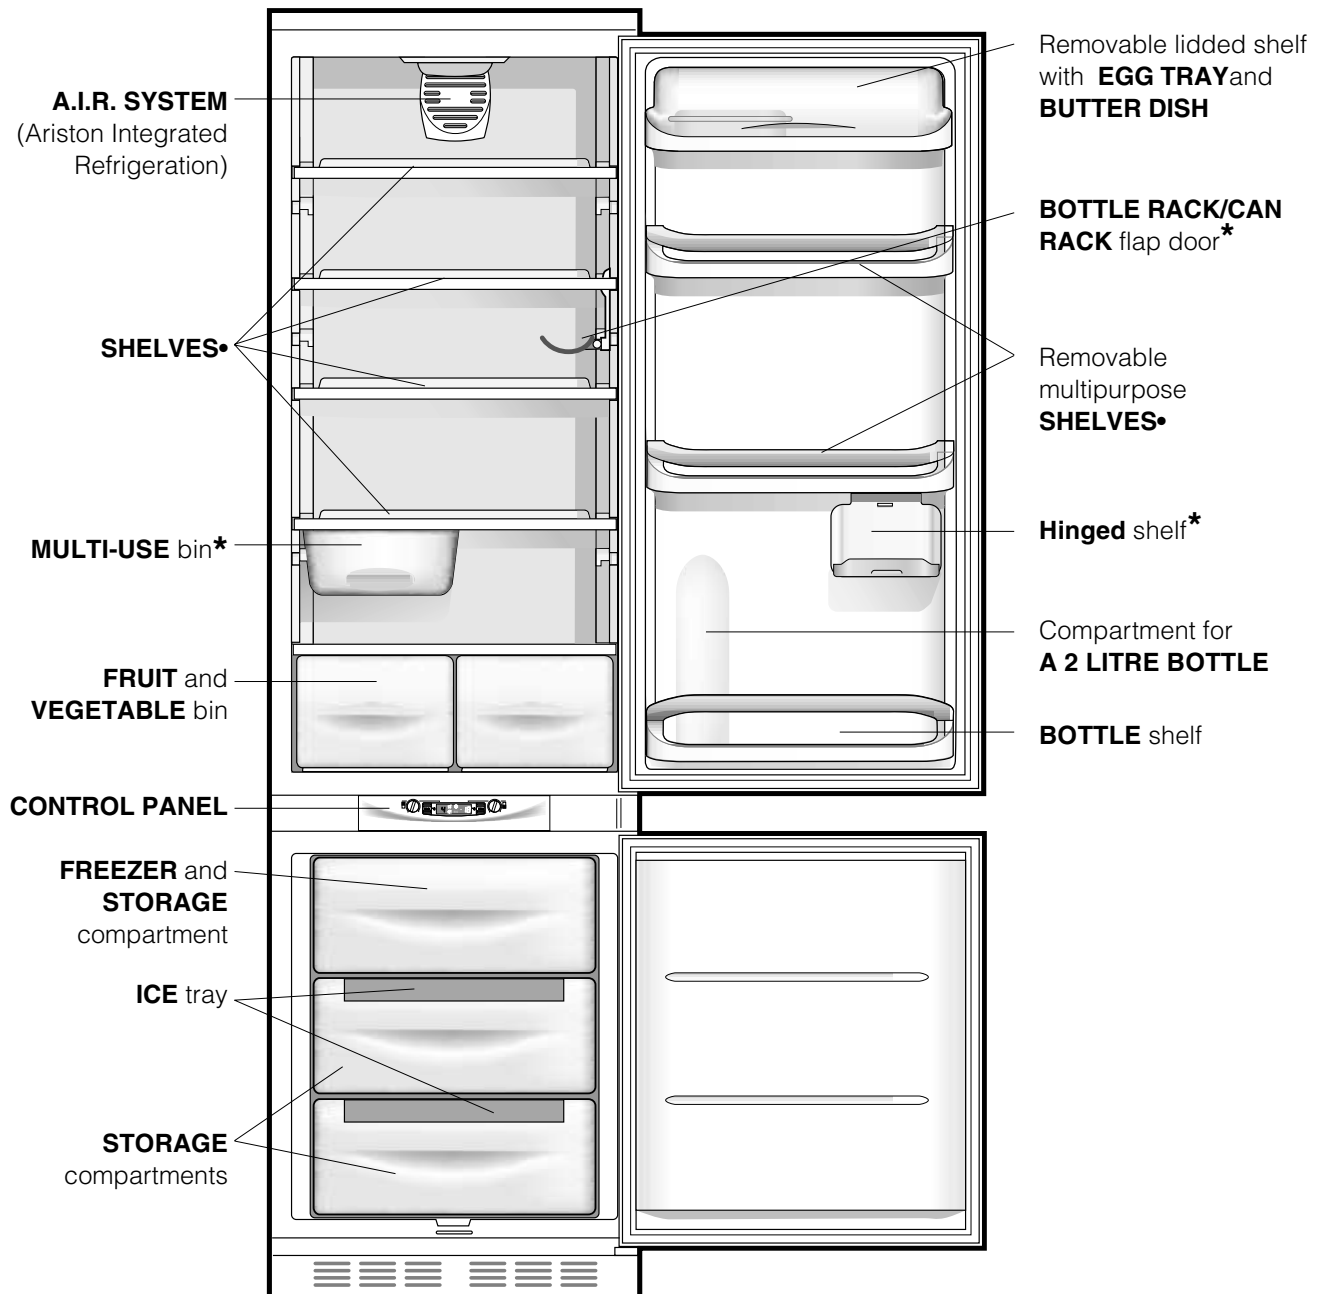 A.I.R. SYSTEM
(Ariston Integrated
Refrigeration)
SHELVES•
MULTI-USE bin*
FRUIT and
VEGETABLE bin
CONTROL PANEL
FREEZER and
STORAGE
compartment
ICE tray
STORAGE
compartments
Removable lidded shelf
with EGG TRAYand
BUTTER DISH
BOTTLE RACK/CAN
RACK flap door*
Removable
multipurpose
SHELVES•
Hinged shelf*
Compartment for
A 2 LITRE BOTTLE
BOTTLE shelf